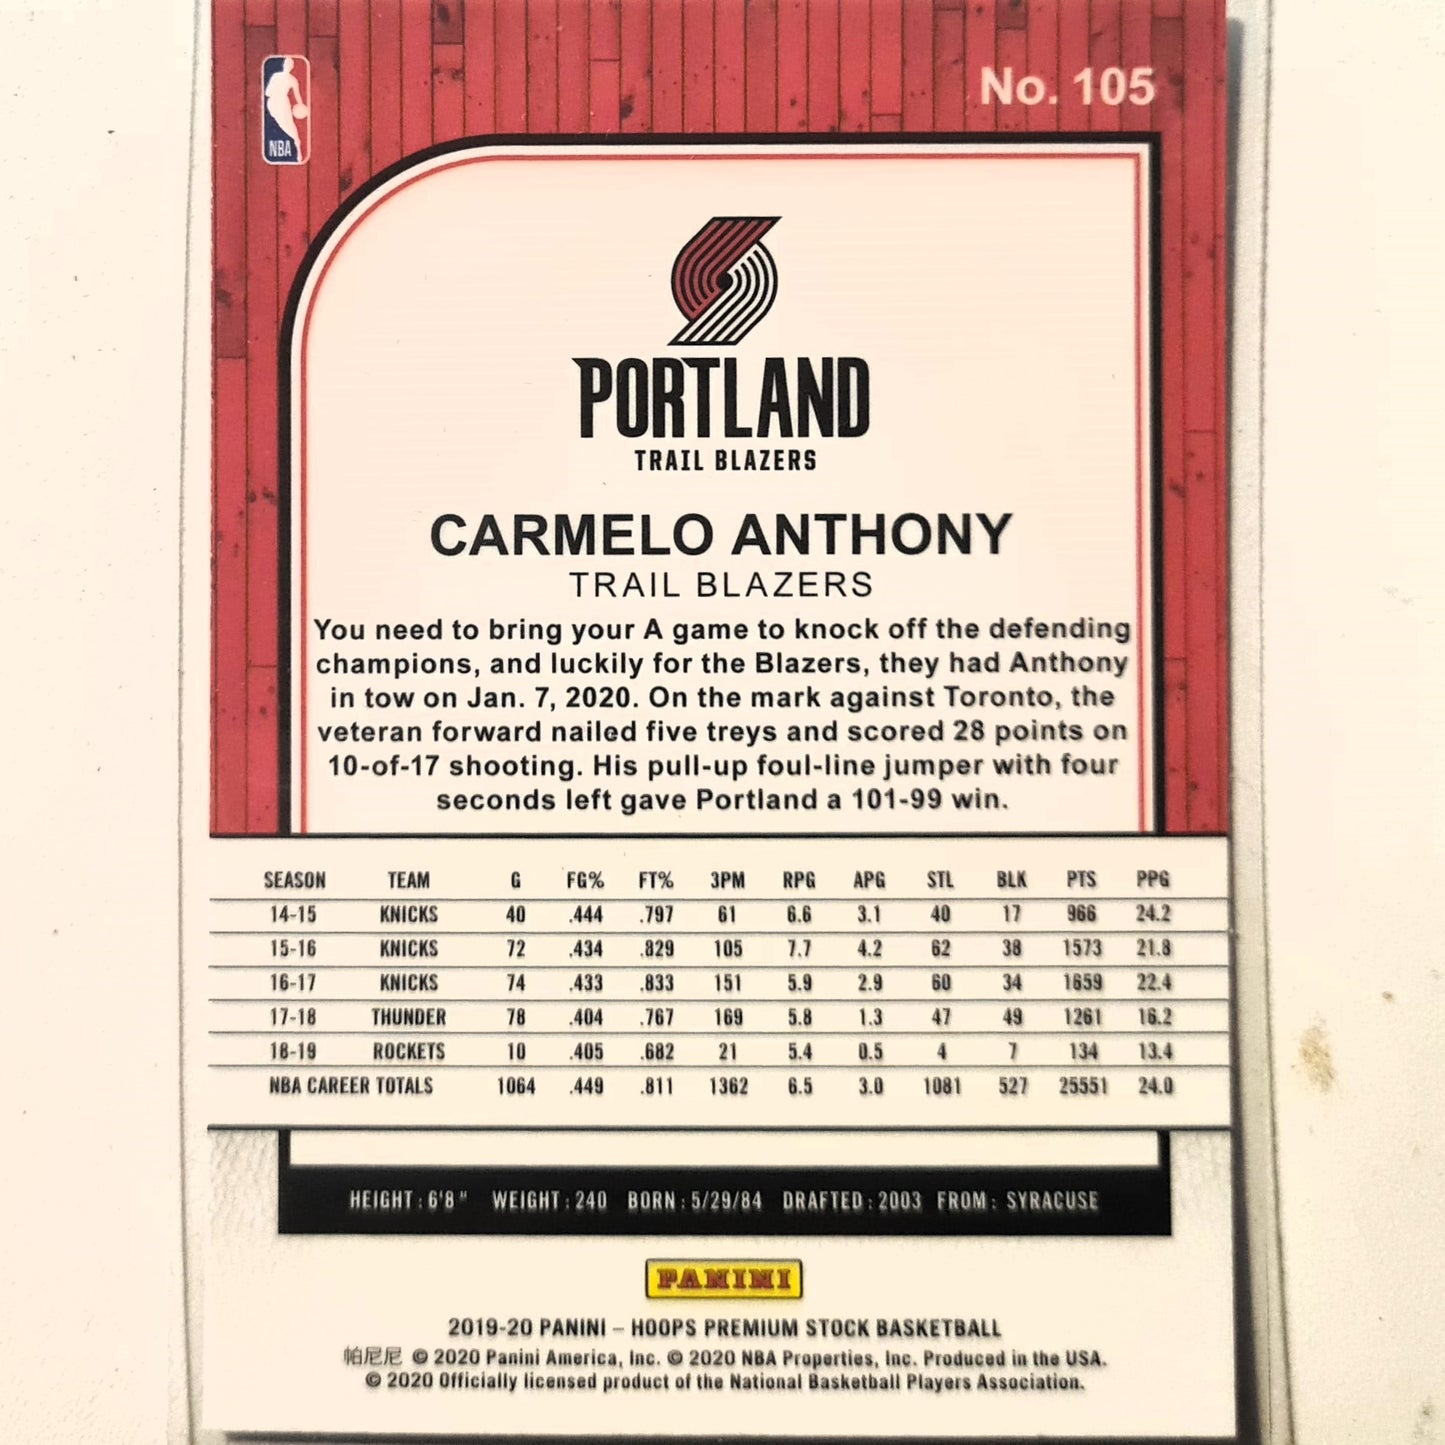 No. 105
NBA
PORTLAND
TRAIL BLAZERS
CARMELO ANTHONY
TRAIL BLAZERS
You need to bring your A game to knock off the defending
champions, and luckily for the Blazers, they had Anthony
in tow on Jan. 7, 2020. On the mark against Toronto, the
veteran forward nailed five treys and scored 28 points on
10-of-17 shooting. His pull-up foul-line jumper with four
seconds left gave Portland a 101-99 win.
SEASON TEAM G FG% FT% 3PM RPG APG STL BLK PTS PPG
14-15 KNICKS 40 .444 .797 61 6.6 3.1 40 17 966 24.2
15-16 KNICKS 72 .434 .829 105 7.7 4.2 62 38 1573 21.8
16-17 KNICKS 74 .433 .833 151 5.9 2.9 60 34 1659 22.4
17-18 THUNDER 78 .404 .767 169 5.8 1.3 47 49 1261 16.2
18-19 ROCKETS 10 .405 .682 21 5.4 0.5 4 7 134 13.4
NBA CAREER TOTALS 1064 .449 .811 1362 6.5 3.0 1081 527 25551 24.0
HEIGHT : 6'8" WEIGHT : 240 BORN : 5/29/84 DRAFTED : 2003 FROM : SYRACUSE
PANINI
2019-20 PANINI – HOOPS PREMIUM STOCK BASKETBALL
帕尼尼 © 2020 Panini America, Inc. © 2020 NBA Properties, Inc. Produced in the USA.
© 2020 Officially licensed product of the National Basketball Players Association.